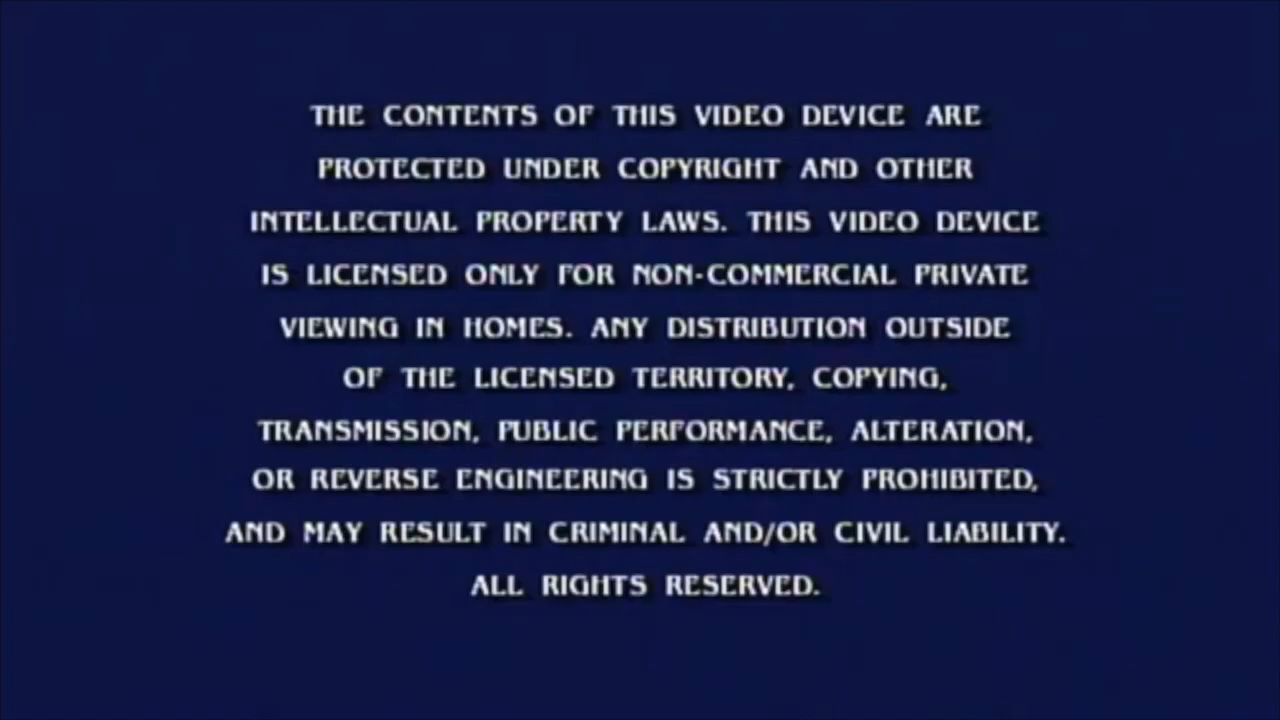 THE CONTENTS OF THIS VIDEO DEVICE ARE
PROTECTED UNDER COPYRIGHT AND OTHER
INTELLECTUAL PROPERTY LAWS. THIS VIDEO DEVICE
IS LICENSED ONLY FOR NON-COMMERCIAL PRIVATE
VIEWING IN HOMES. ANY DISTRIBUTION OUTSIDE
OF THE LICENSED TERRITORY, COPYING,
TRANSMISSION, PUBLIC PERFORMANCE, ALTERATION,
OR REVERSE ENGINEERING IS STRICTLY PROHIBITED,
AND MAY RESULT IN CRIMINAL AND/OR CIVIL LIABILITY.
ALL RIGHTS RESERVED.